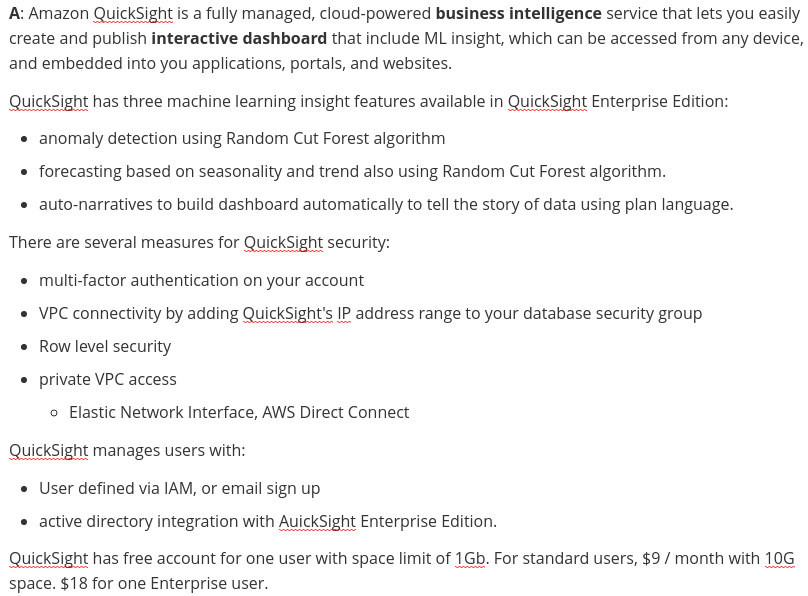 A: Amazon QuickSight is a fully managed, cloud-powered business intelligence service that lets you easily
create and publish interactive dashboard that include ML insight, which can be accessed from any device,
and embedded into you applications, portals, and websites.
QuickSight has three machine learning insight features available in QuickSight Enterprise Edition:
• anomaly detection using Random Cut Forest algorithm
• forecasting based on seasonality and trend also using Random Cut Forest algorithm.
• auto-narratives to build dashboard automatically to tell the story of data using plan language.
There are several measures for QuickSight security:
• multi-factor authentication on your account
• VPC connectivity by adding QuickSight's IP address range to your database security group
• Row level security
• private VPC access
◦ Elastic Network Interface, AWS Direct Connect
QuickSight manages users with:
• User defined via IAM, or email sign up
• active directory integration with AuickSight Enterprise Edition.
QuickSight has free account for one user with space limit of 1Gb. For standard users, $9 / month with 10G
space. $18 for one Enterprise user.